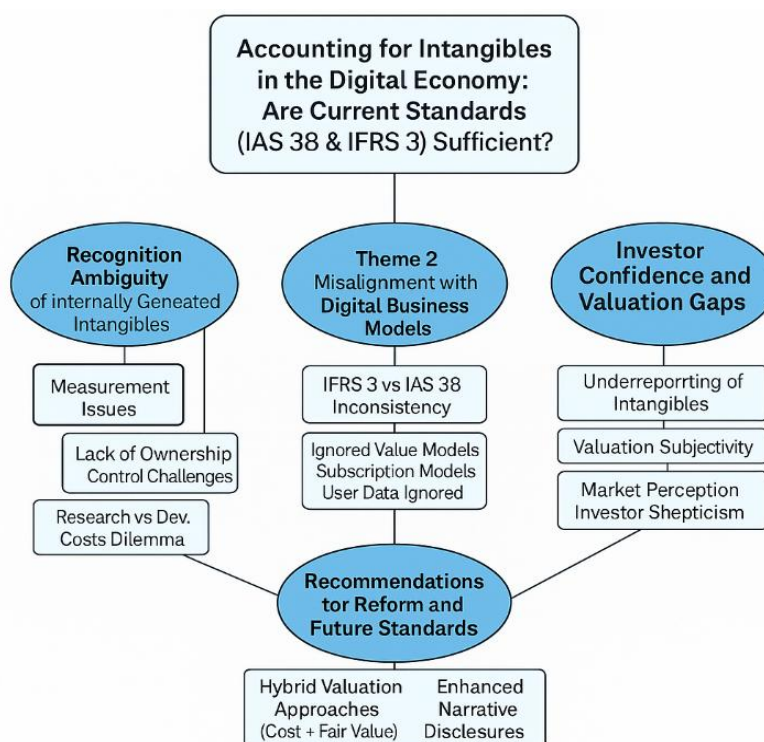 Accounting for Intangibles
in the Digital Economy:
Are Current Standards
(IAS 38 & IFRS 3) Sufficient?
Recognition
Ambiguity
of internally Geneated
Intangibles
Theme 2
Misalignment with
Digital Business
Models
Investor
Confidence and
Valuation Gaps
Measurement
Issues
Lack of Ownership
Control Challenges
Research vs Dev.
Costs Dilemma
IFRS 3 vs IAS 38
Inconsistency
Ignored Value Models
Subscription Models
User Data Ignored
Underreporrting of
Intangibles
Valuation Subjectivity
Market Perception
Investor Shepticism
Recommendations
tor Reform and
Future Standards
Hybrid Valuation
Approaches
(Cost + Fair Value)
Enhanced
Narrative
Disclesures